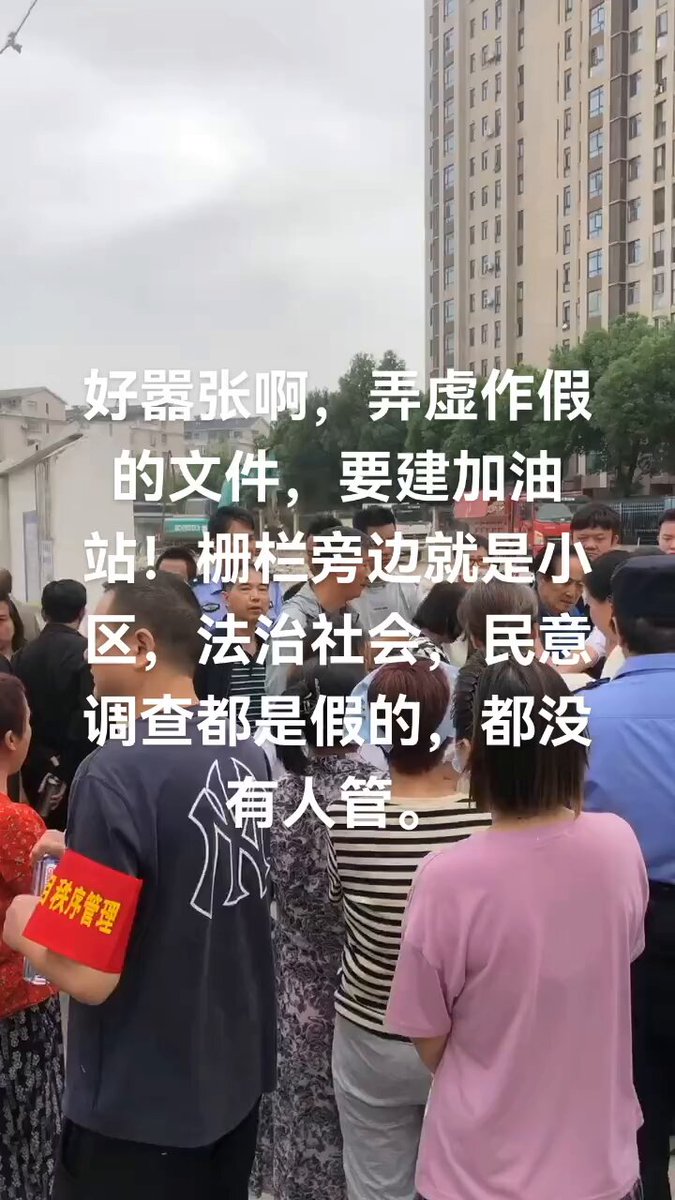 好嚣张啊，弄虚作假
的文件，要建加油
站！栅栏旁边就是小
区，法治社会，民意
调查都是假的，都没
有人管。
秩序管理
NY